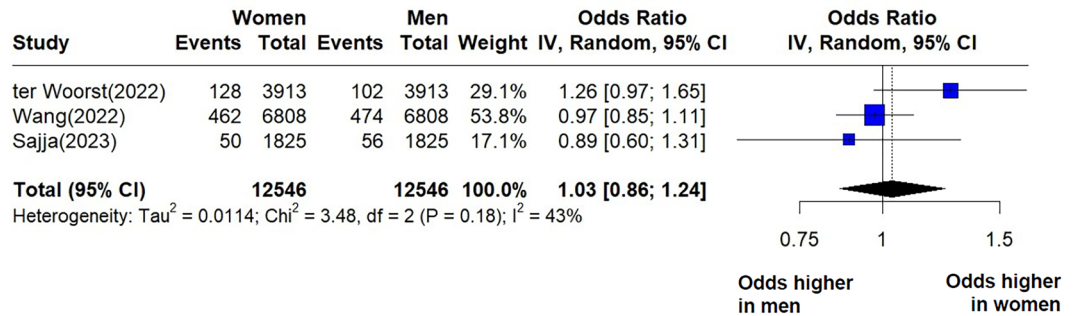 Women Men Odds Ratio Odds Ratio
Study Events Total Events Total Weight IV, Random, 95% CI IV, Random, 95% CI
ter Woorst(2022) 128 3913 102 3913 29.1% 1.26 [0.97; 1.65]
Wang(2022) 462 6808 474 6808 53.8% 0.97 [0.85; 1.11]
Sajja(2023) 50 1825 56 1825 17.1% 0.89 [0.60; 1.31]
Total (95% CI) 12546 12546 100.0% 1.03 [0.86; 1.24]
Heterogeneity: Tau² = 0.0114; Chi² = 3.48, df = 2 (P = 0.18); I² = 43%
0.75 1 1.5
Odds higher Odds higher
in men in women